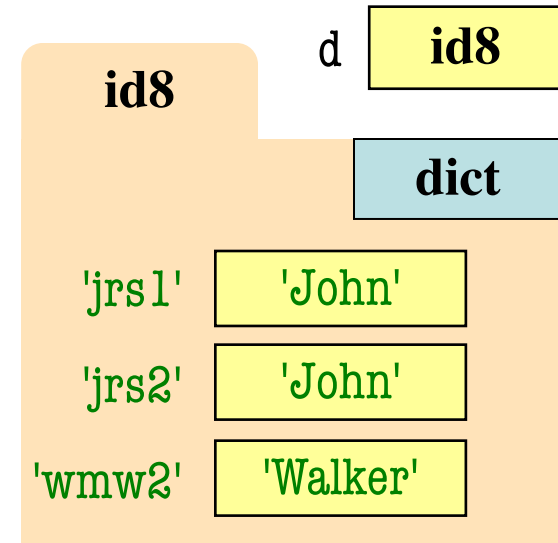 d id8
id8
dict
'jrs1' 'John'
'jrs2' 'John'
'wmw2' 'Walker'